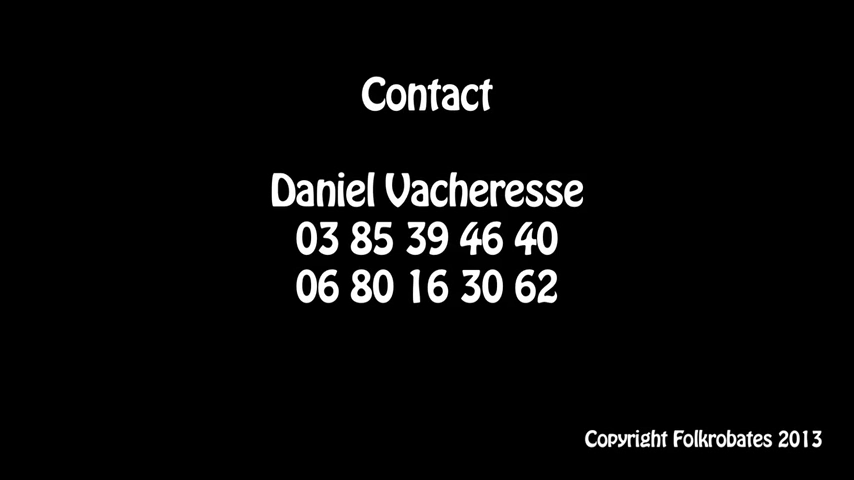 Contact
Daniel Vacheresse
03 85 39 46 40
06 80 16 30 62
Copyright Folkrobates 2013